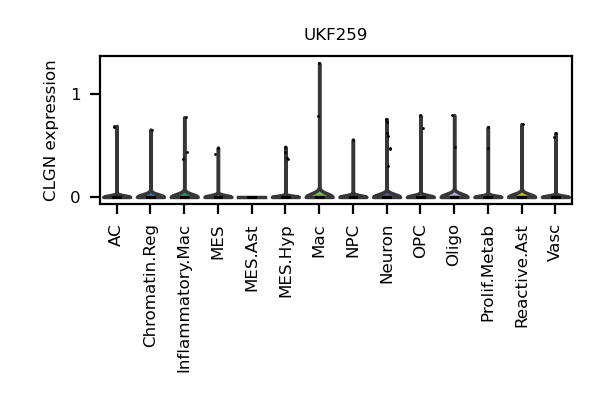 UKF259
CLGN expression
1
0
AC
Chromatin.Reg
Inflammatory.Mac
MES
MES.Ast
MES.Hyp
Mac
NPC
Neuron
OPC
Oligo
Prolif.Metab
Reactive.Ast
Vasc